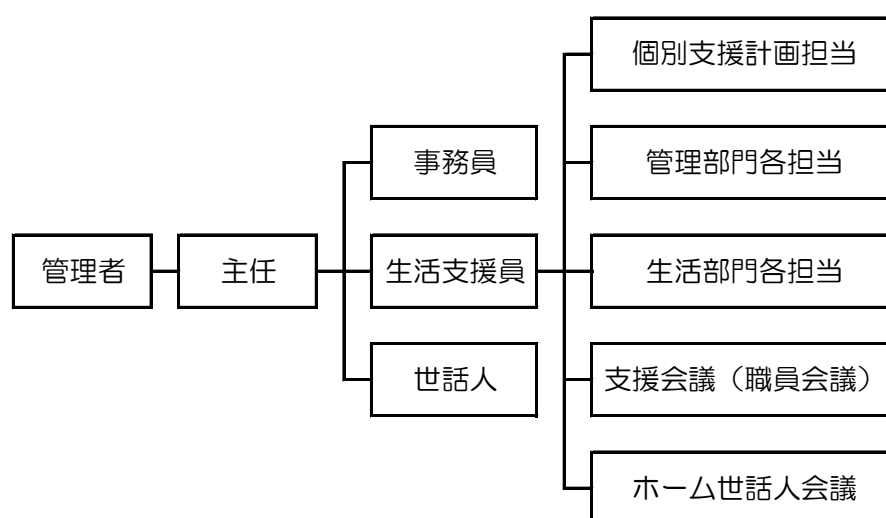 個別支援計画担当
事務員
管理部門各担当
管理者
主任
生活支援員
生活部門各担当
世話人
支援会議（職員会議）
ホーム世話人会議